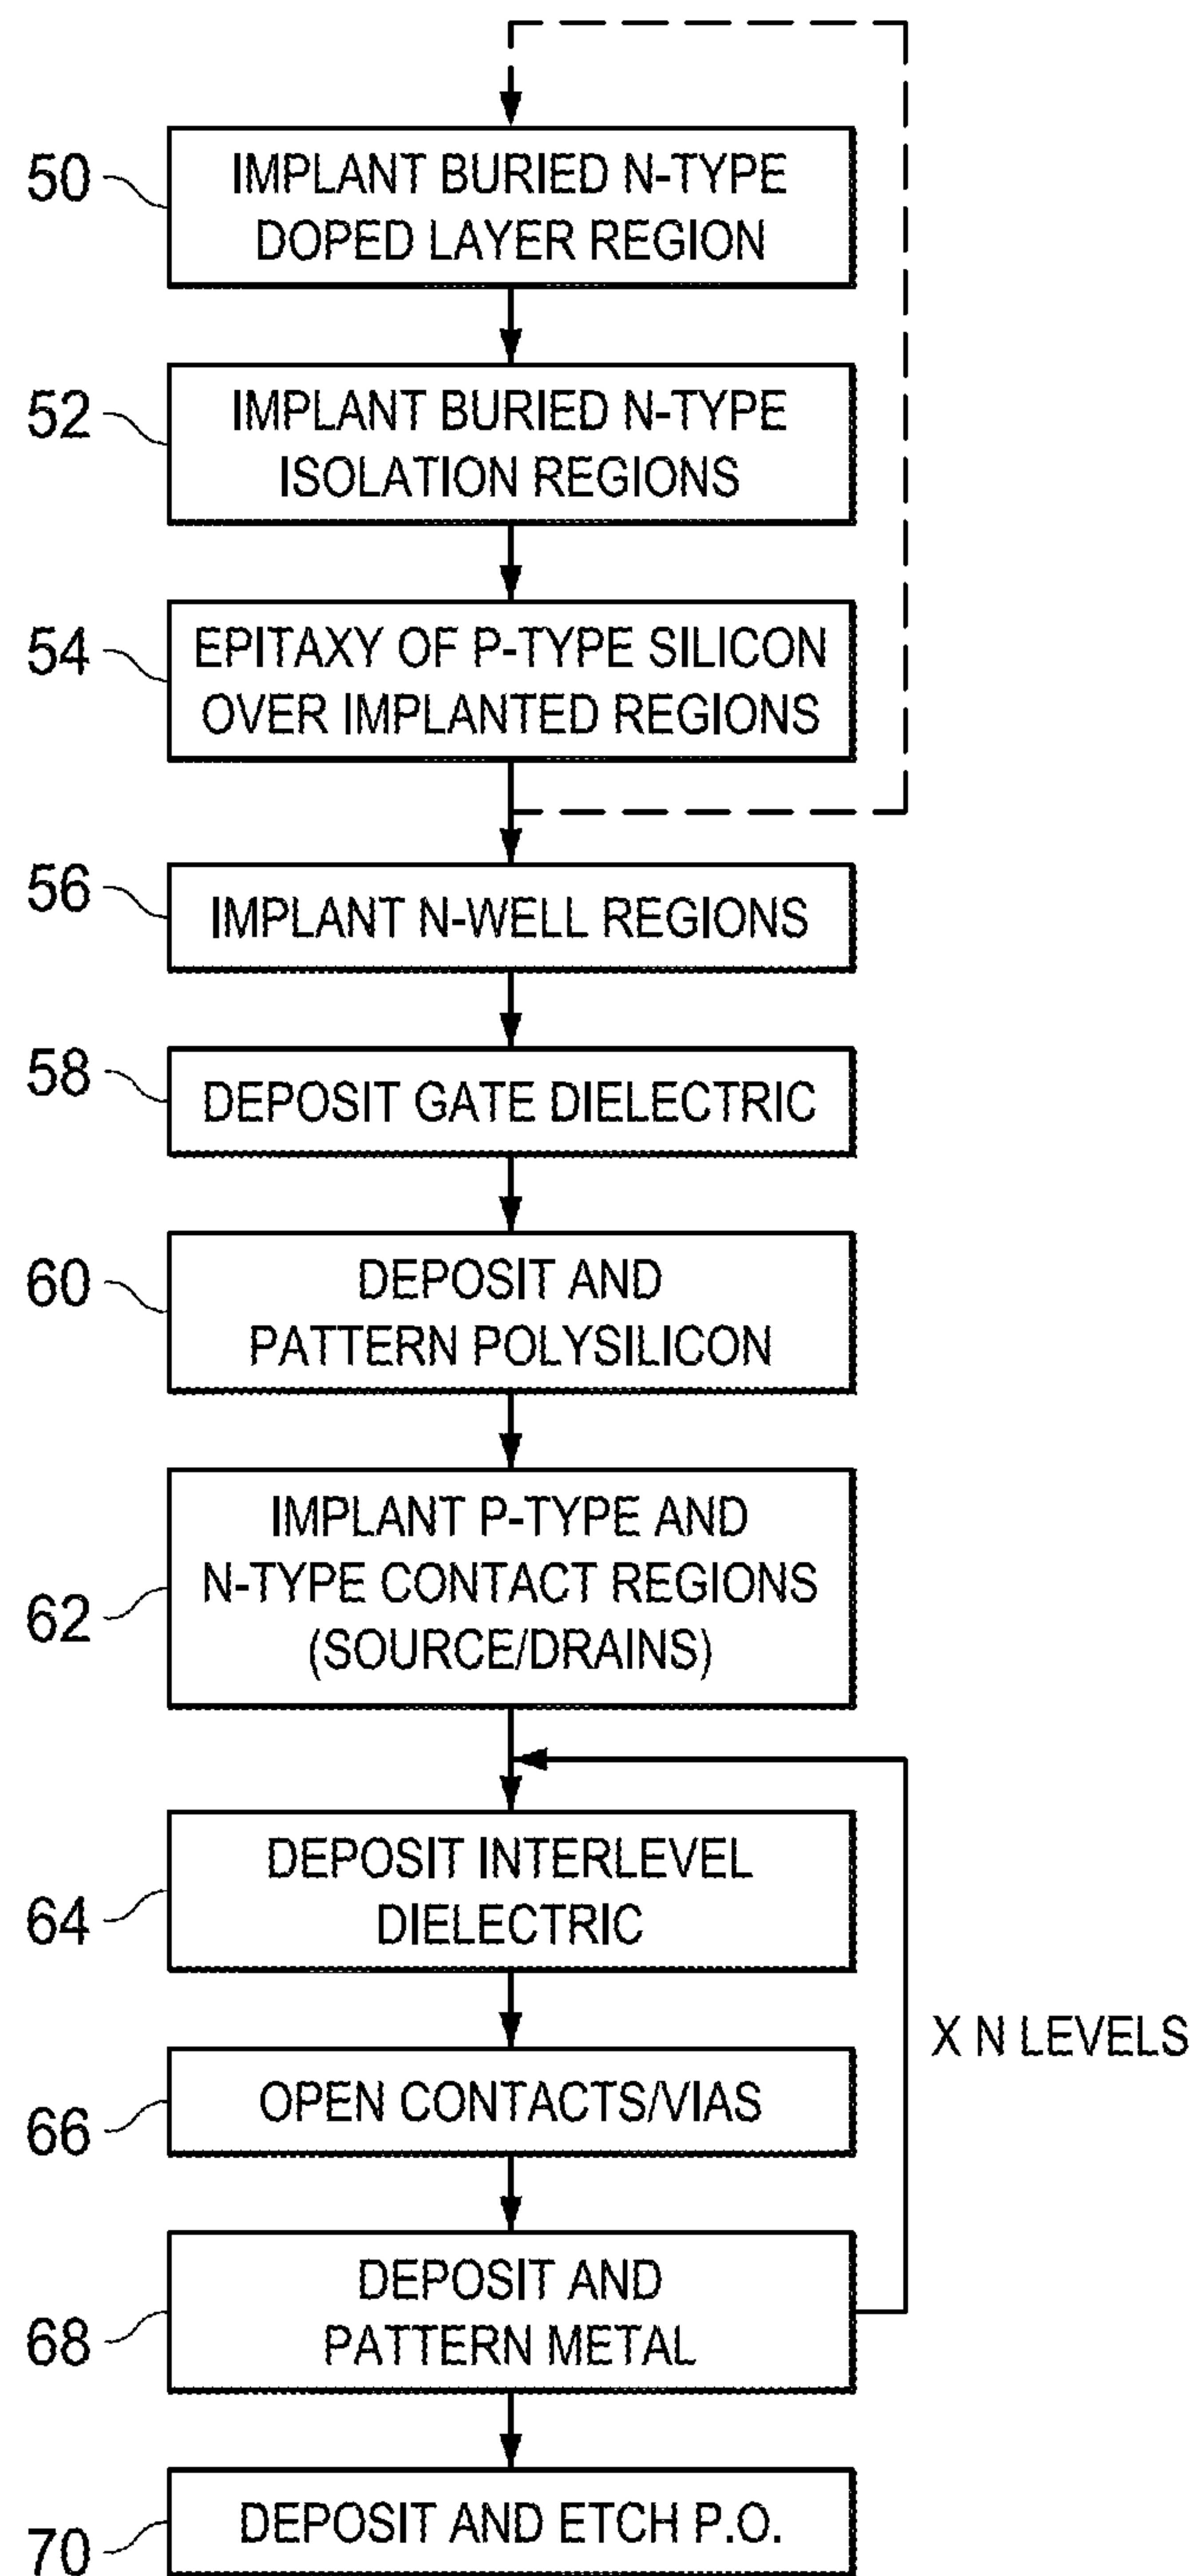 50
IMPLANT BURIED N-TYPE
DOPED LAYER REGION
52
IMPLANT BURIED N-TYPE
ISOLATION REGIONS
54
EPITAXY OF P-TYPE SILICON
OVER IMPLANTED REGIONS
56
IMPLANT N-WELL REGIONS
58
DEPOSIT GATE DIELECTRIC
60
DEPOSIT AND
PATTERN POLYSILICON
62
IMPLANT P-TYPE AND
N-TYPE CONTACT REGIONS
(SOURCE/DRAINS)
64
DEPOSIT INTERLEVEL
DIELECTRIC
X N LEVELS
66
OPEN CONTACTS/VIAS
68
DEPOSIT AND
PATTERN METAL
70
DEPOSIT AND ETCH P.O.